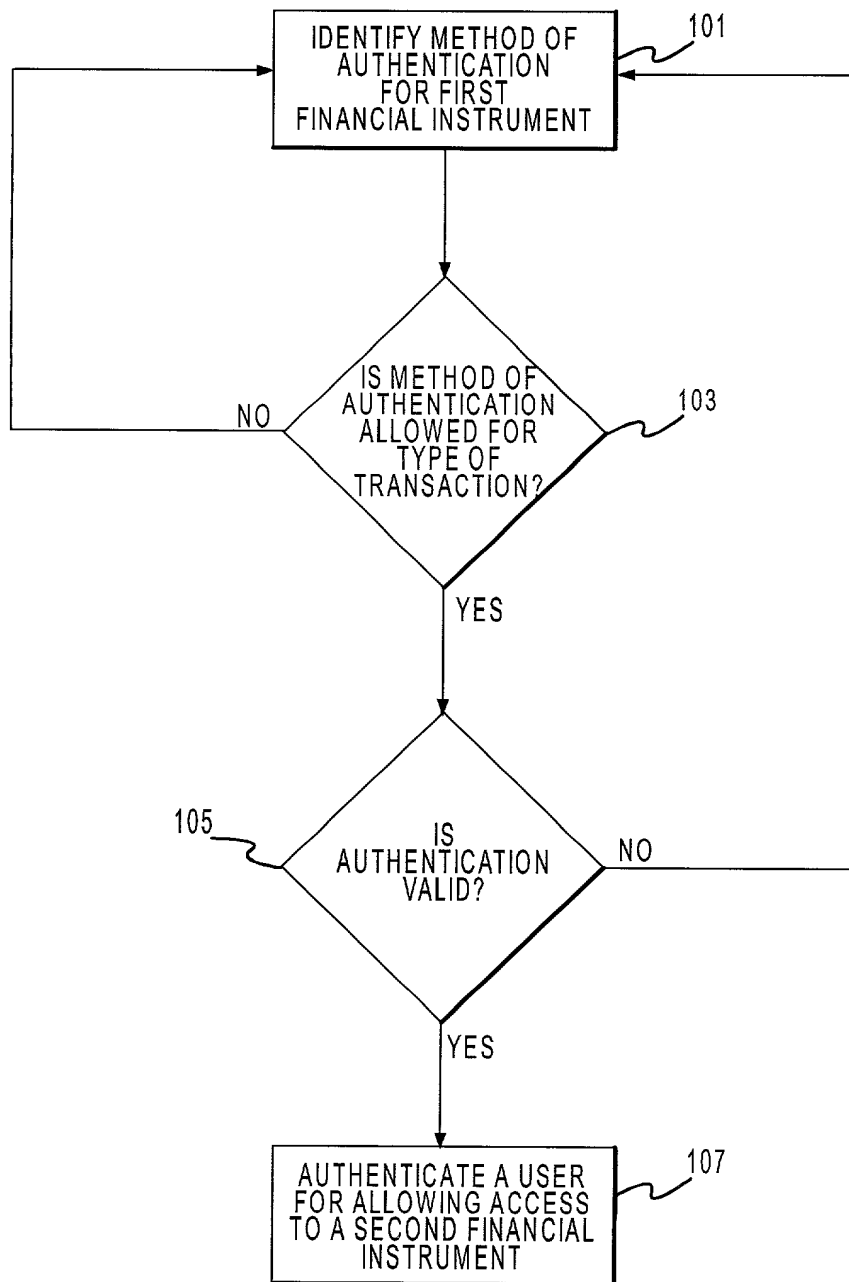 IDENTIFY METHOD OF
AUTHENTICATION
FOR FIRST
FINANCIAL INSTRUMENT
101
IS METHOD OF
AUTHENTICATION
ALLOWED FOR
TYPE OF
TRANSACTION?
NO
103
YES
105
IS
AUTHENTICATION
VALID?
NO
YES
AUTHENTICATE A USER
FOR ALLOWING ACCESS
TO A SECOND FINANCIAL
INSTRUMENT
107